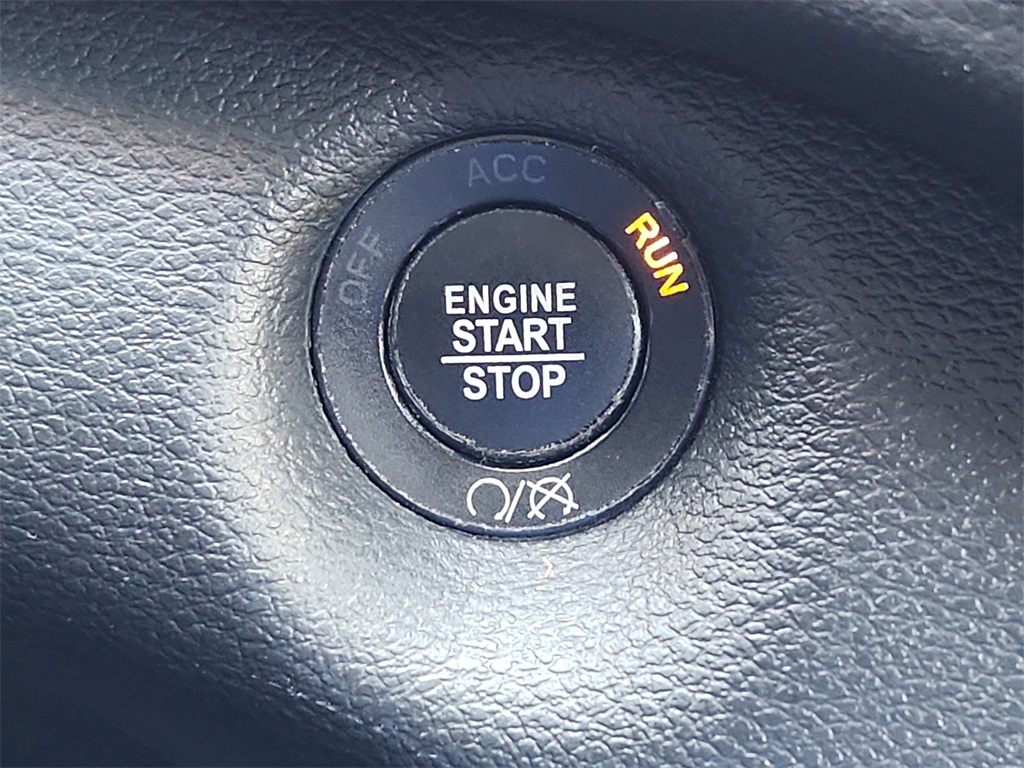 ACC
OFF
RUN
ENGINE
START
STOP